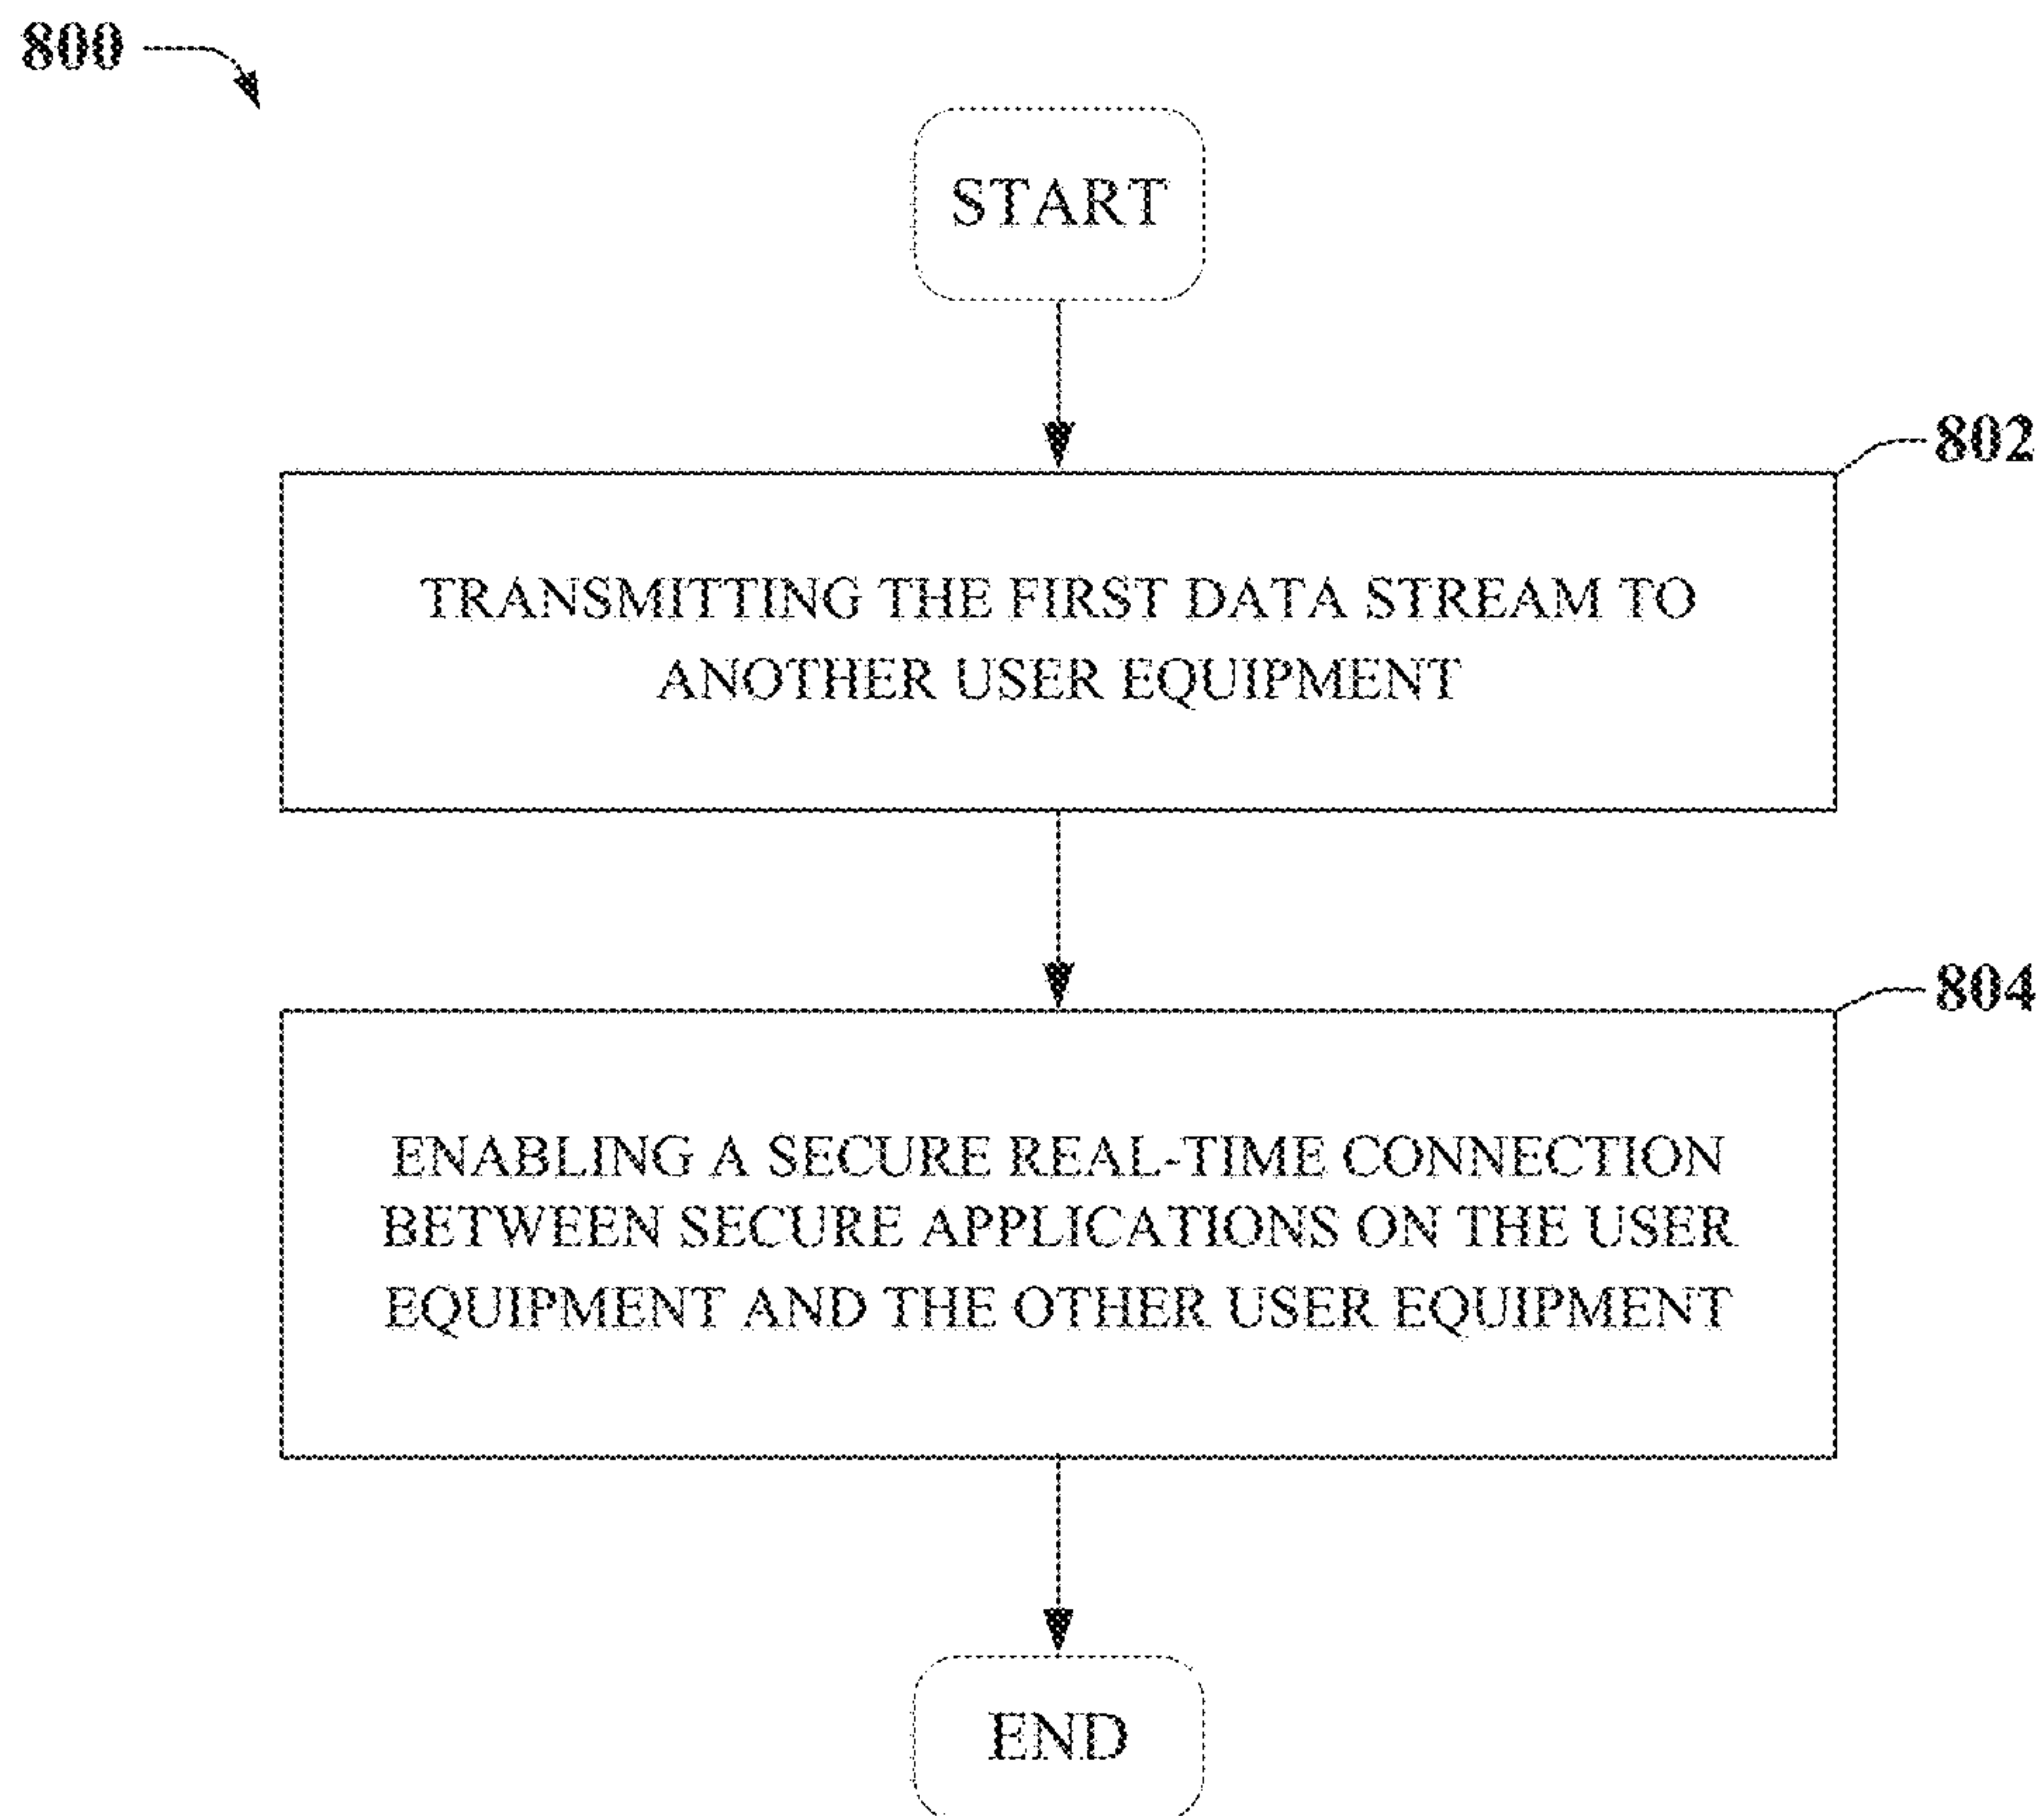 800
START
802
TRANSMITTING THE FIRST DATA STREAM TO
ANOTHER USER EQUIPMENT
804
ENABLING A SECURE REAL-TIME CONNECTION
BETWEEN SECURE APPLICATIONS ON THE USER
EQUIPMENT AND THE OTHER USER EQUIPMENT
END